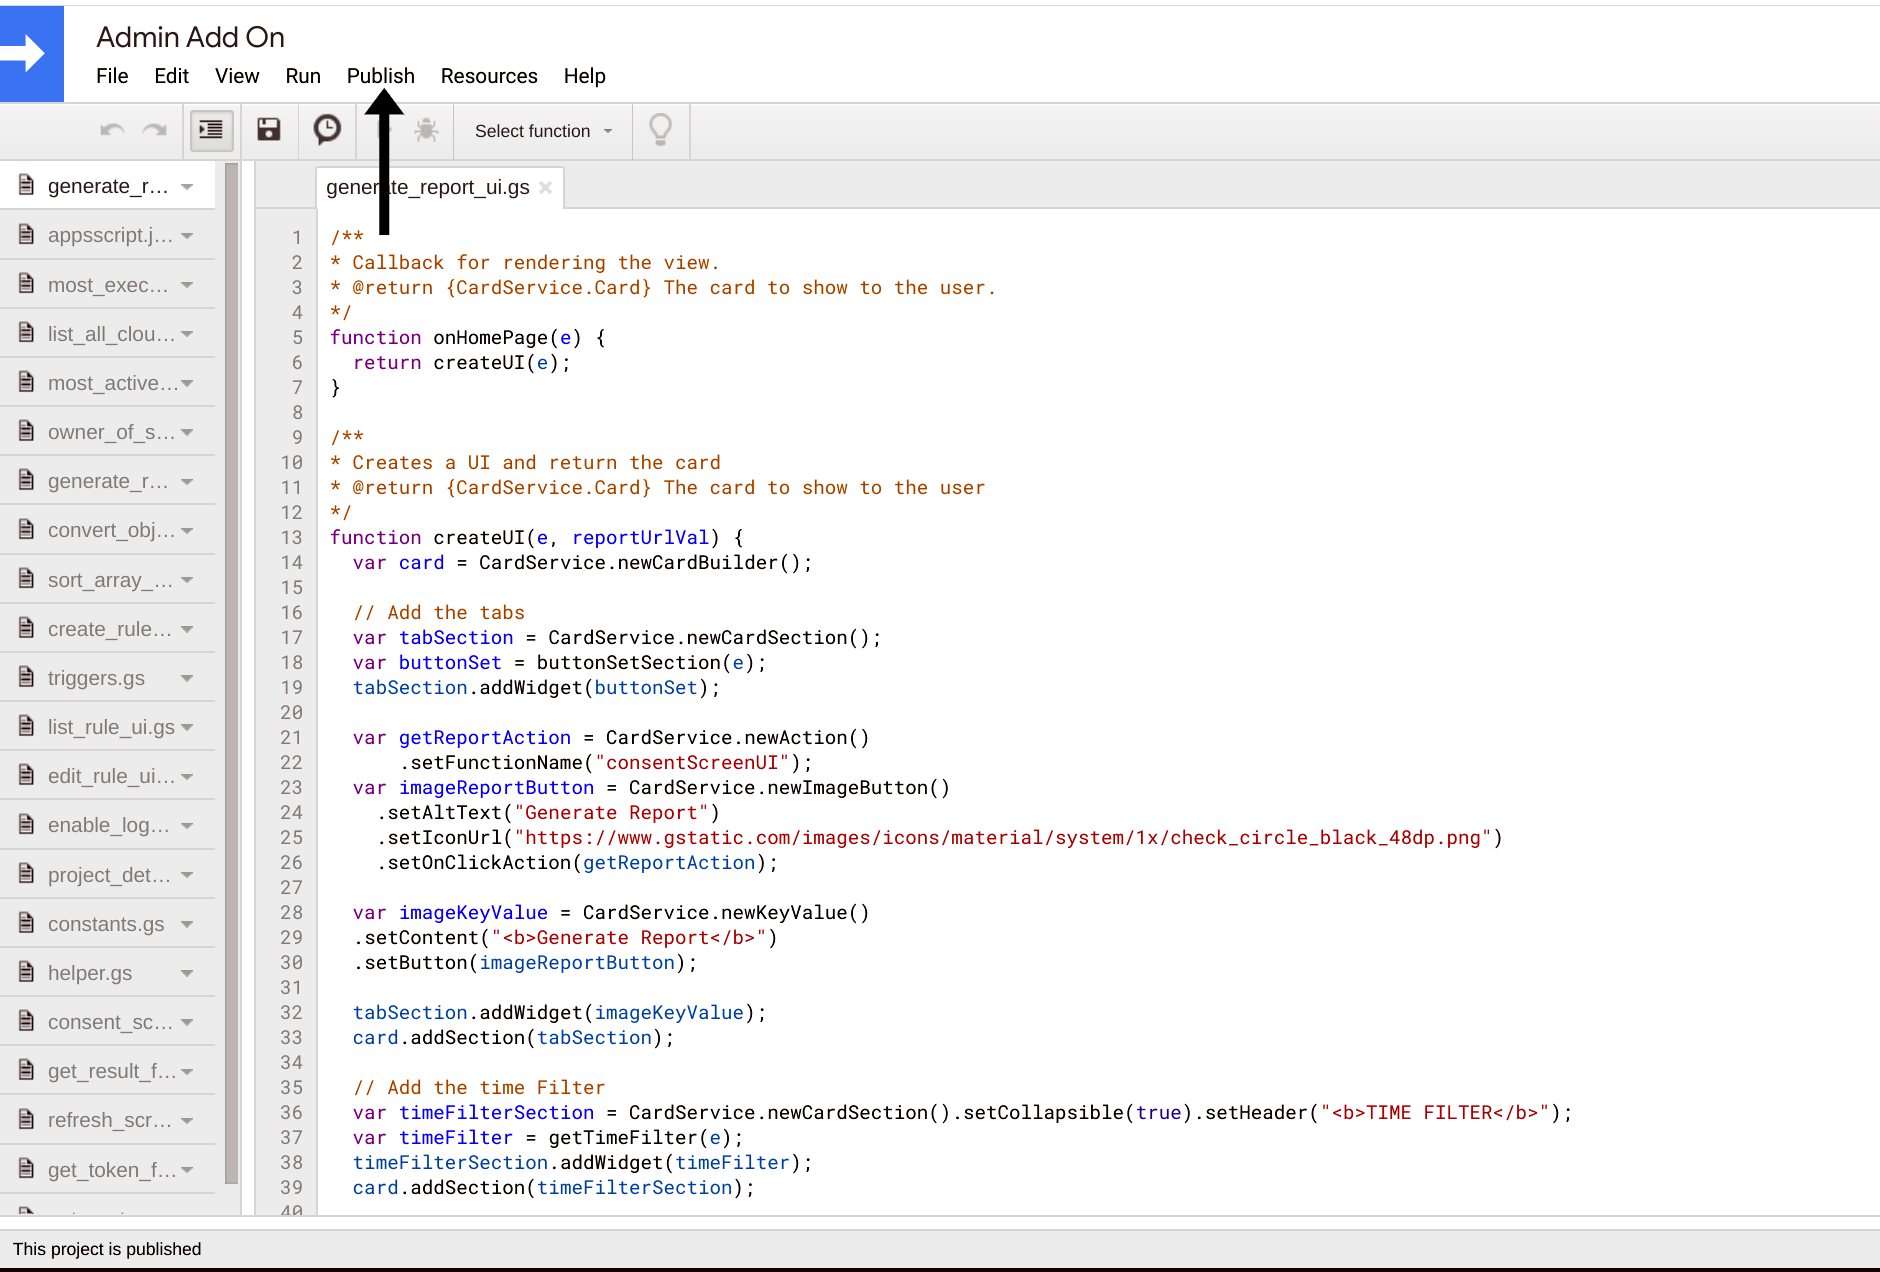 Admin Add On
File Edit View Run Publish Resources Help
Select function
generate_r...
appsscript.j...
most_exec...
list_all_clou...
most_active...
owner_of_s...
generate_r...
convert_obj...
sort_array_...
create_rule...
triggers.gs
list_rule_ui.gs
edit_rule_ui...
enable_log...
project_det...
constants.gs
helper.gs
consent_sc...
get_result_f...
refresh_scr...
get_token_f...
generate_report_ui.gs
1 /**
2 * Callback for rendering the view.
3 * @return {CardService.Card} The card to show to the user.
4 */
5 function onHomePage(e) {
6   return createUI(e);
7 }
8
9 /**
10 * Creates a UI and return the card
11 * @return {CardService.Card} The card to show to the user
12 */
13 function createUI(e, reportUrlVal) {
14   var card = CardService.newCardBuilder();
15
16   // Add the tabs
17   var tabSection = CardService.newCardSection();
18   var buttonSet = buttonSetSection(e);
19   tabSection.addWidget(buttonSet);
20
21   var getReportAction = CardService.newAction()
22       .setFunctionName("consentScreenUI");
23   var imageReportButton = CardService.newImageButton()
24     .setAltText("Generate Report")
25     .setIconUrl("https://www.gstatic.com/images/icons/material/system/1x/check_circle_black_48dp.png")
26     .setOnClickAction(getReportAction);
27
28   var imageKeyValue = CardService.newKeyValue()
29   .setContent("<b>Generate Report</b>")
30   .setButton(imageReportButton);
31
32   tabSection.addWidget(imageKeyValue);
33   card.addSection(tabSection);
34
35   // Add the time Filter
36   var timeFilterSection = CardService.newCardSection().setCollapsible(true).setHeader("<b>TIME FILTER</b>");
37   var timeFilter = getTimeFilter(e);
38   timeFilterSection.addWidget(timeFilter);
39   card.addSection(timeFilterSection);
40
This project is published